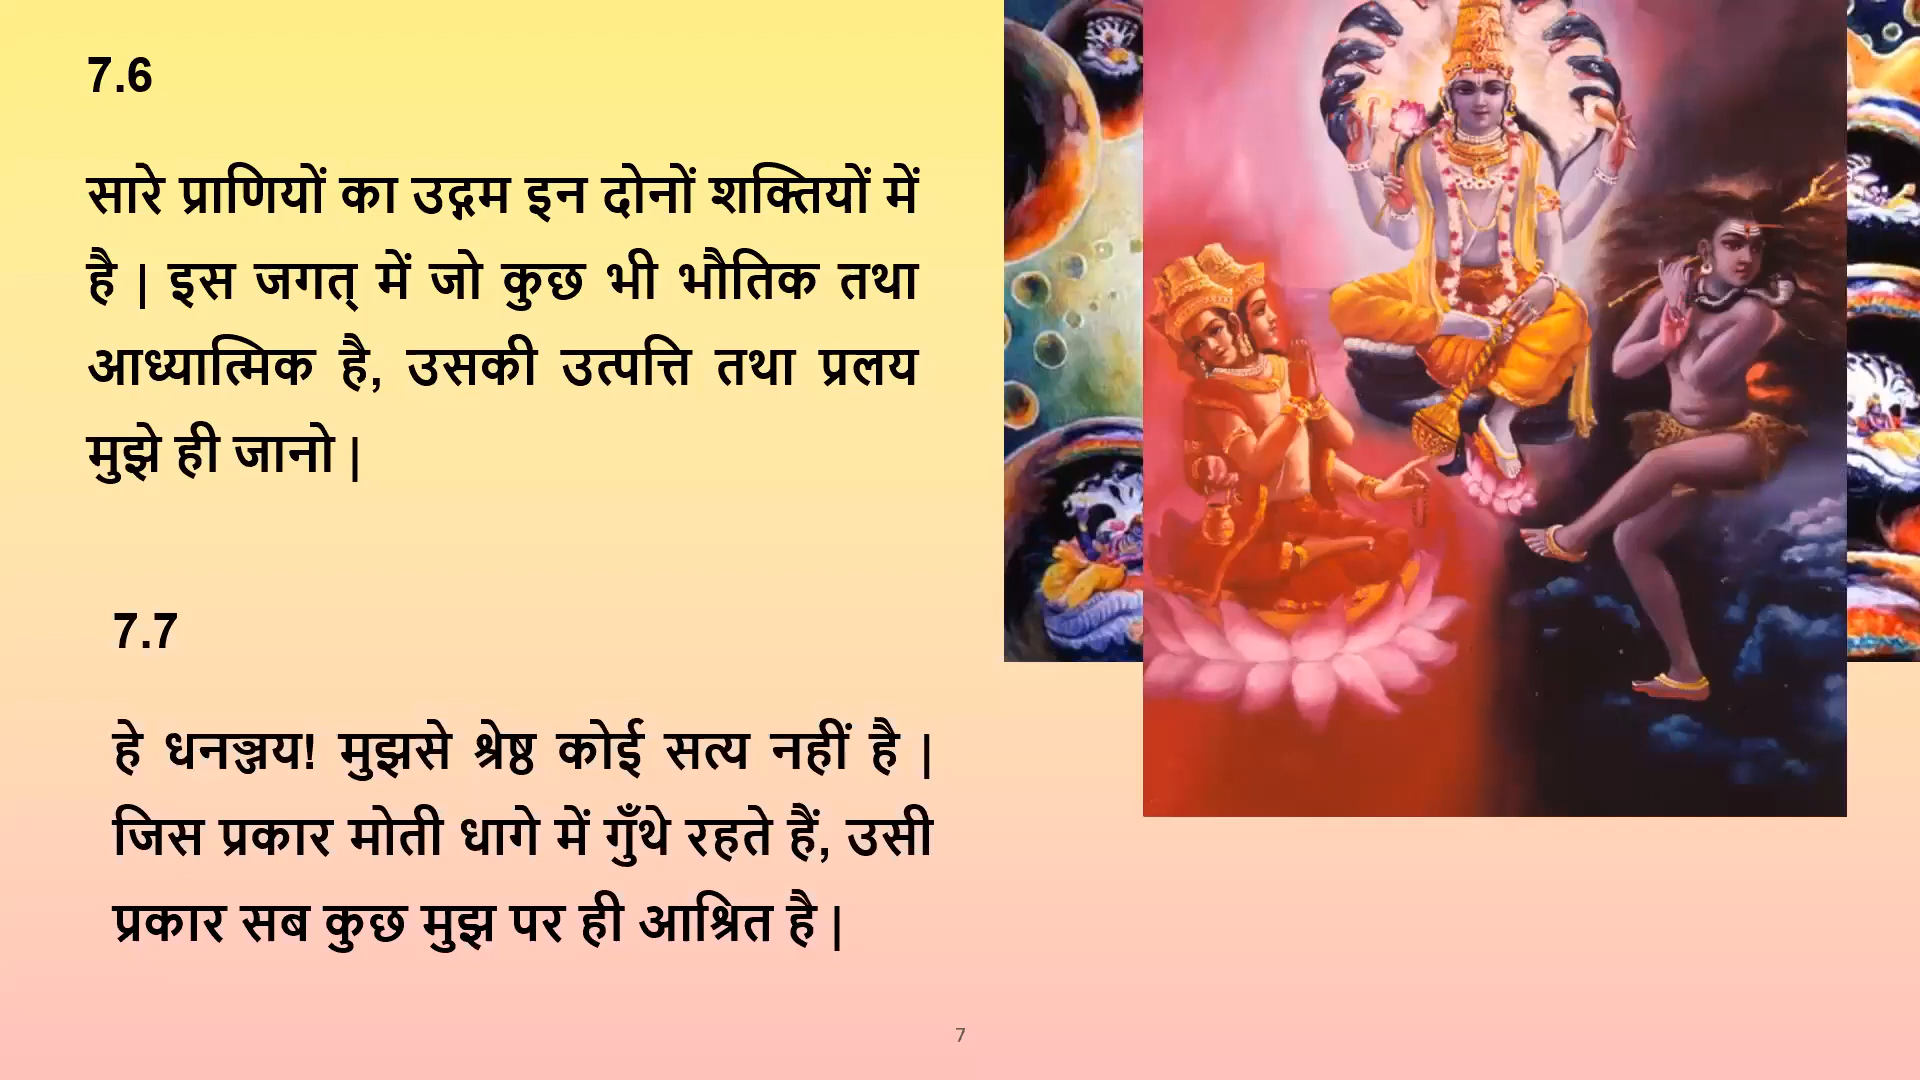 7.6
सारे प्राणियों का उद्गम इन दोनों शक्तियों में
है | इस जगत् में जो कुछ भी भौतिक तथा
आध्यात्मिक है, उसकी उत्पत्ति तथा प्रलय
मुझे ही जानो |
7.7
हे धनञ्जय! मुझसे श्रेष्ठ कोई सत्य नहीं है |
जिस प्रकार मोती धागे में गुँथे रहते हैं, उसी
प्रकार सब कुछ मुझ पर ही आश्रित है |
7